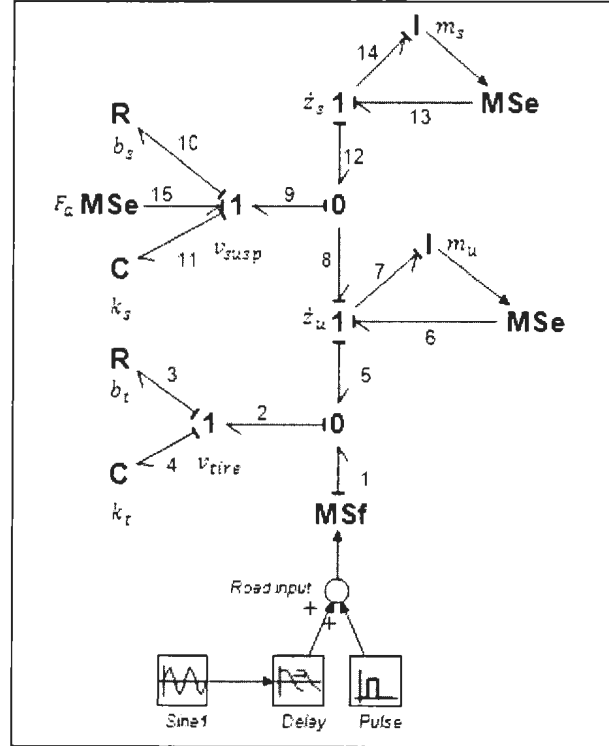 I m_s
14
ż_s 1
13
MSe
R
b_s
10
12
F_a MSe
15
1
9
0
11
v_susp
8
7
I m_u
C
k_s
ż_u 1
6
MSe
R
b_t
3
5
1
2
0
4
v_tire
C
k_t
1
MSf
Road input
+
+
Sine1
Delay
Pulse